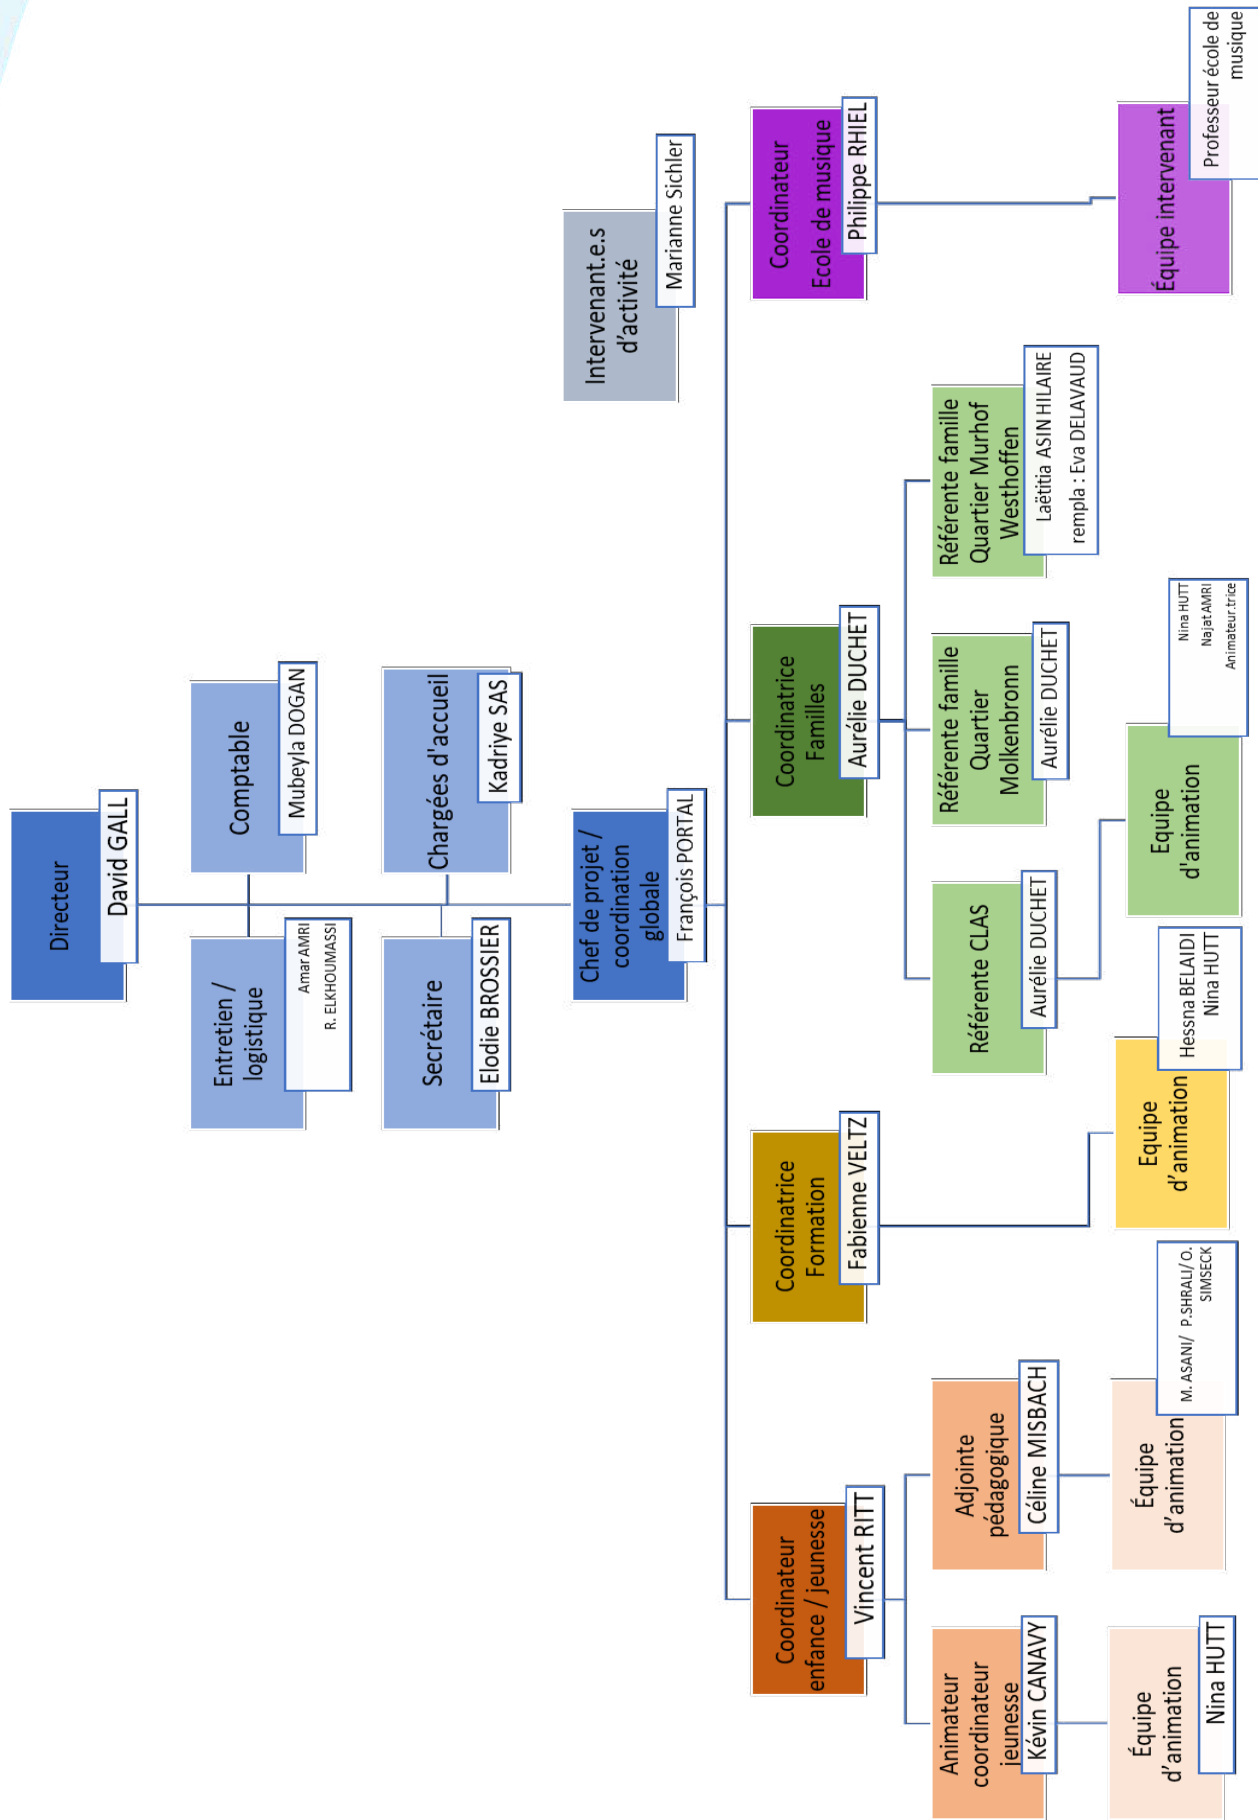 Directeur
David GALL
Entretien /
logistique
Amar AMRI
R. ELKHOUMASSI
Comptable
Mubeyla DOGAN
Secrétaire
Elodie BROSSIER
Chargées d'accueil
Kadriye SAS
Chef de projet /
coordination
globale
François PORTAL
Intervenant.e.s
d'activité
Marianne Sichler
Coordinateur
enfance / jeunesse
Vincent RITT
Coordinatrice
Formation
Fabienne VELTZ
Coordinatrice
Familles
Aurélie DUCHET
Coordinateur
Ecole de musique
Philippe RHIEL
Animateur
coordinateur
jeunesse
Kévin CANAVY
Adjointe
pédagogique
Céline MISBACH
Référente CLAS
Aurélie DUCHET
Référente famille
Quartier
Molkenbronn
Aurélie DUCHET
Référente famille
Quartier Murhof
Westhoffen
Laëtitia ASIN HILAIRE
rempla : Eva DELAVAUD
Équipe
d’animation
Nina HUTT
Équipe
d’animation
M. ASANI/ P.SHRALI/ O.
SIMSECK
Equipe
d’animation
Hessna BELAIDI
Nina HUTT
Equipe
d'animation
Nina HUTT
Najat AMRI
Animateur.trice
Équipe intervenant
Professeur école de
musique